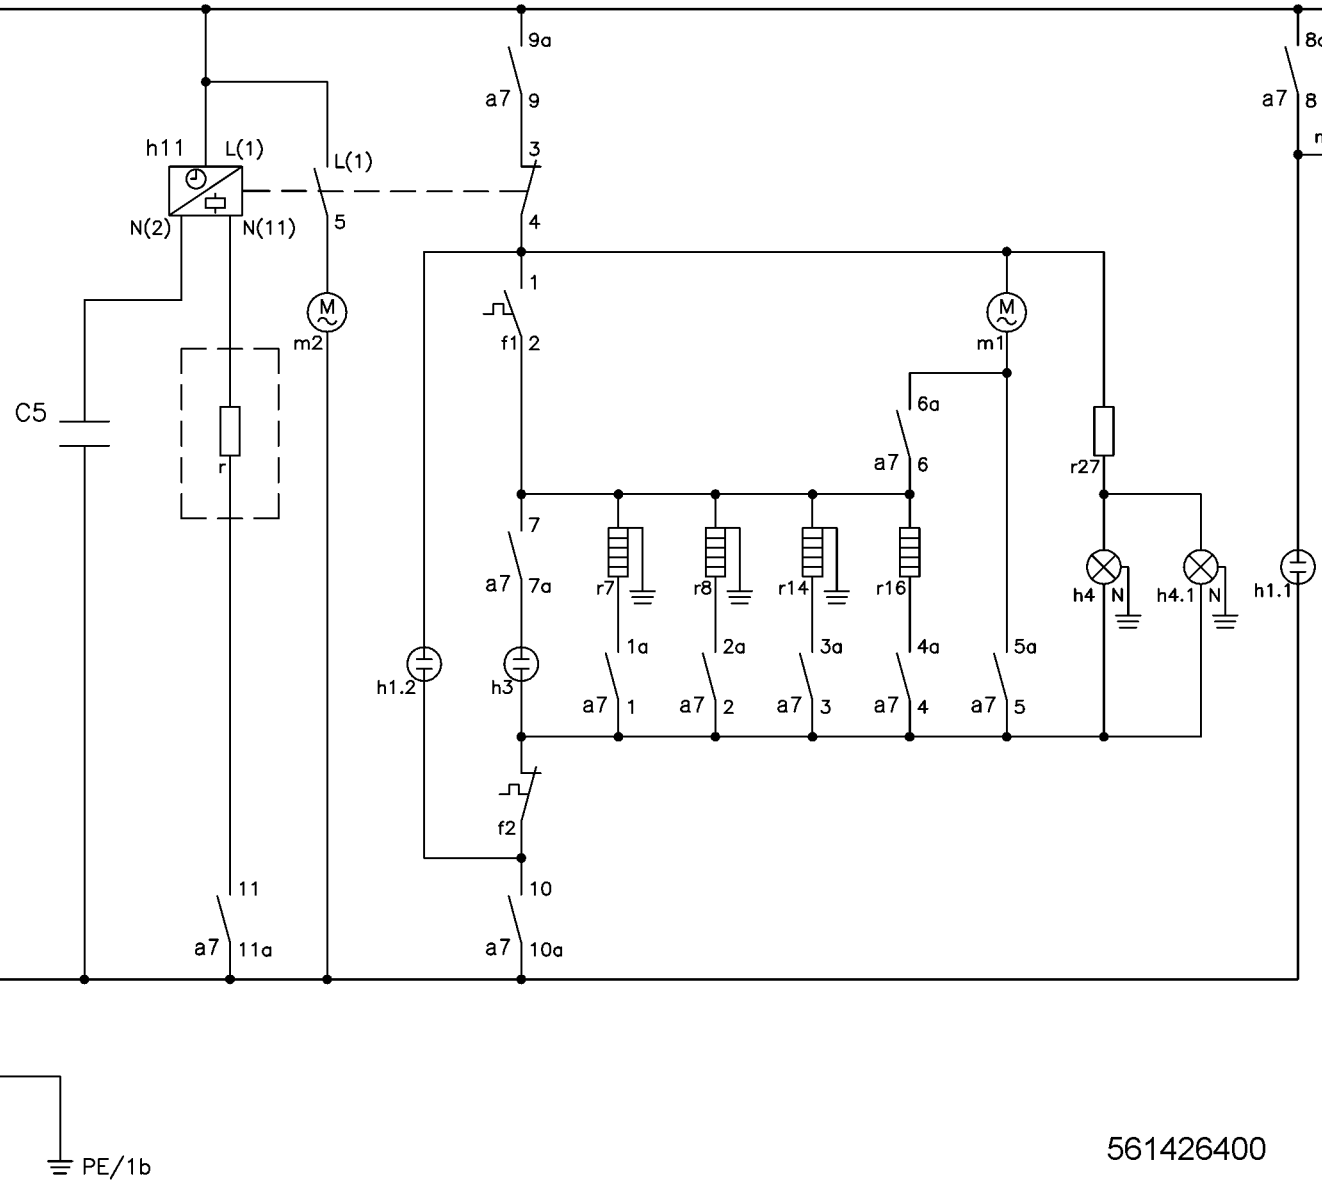 9a
8
a7 9
a7 8
h11 L(1)
3
L(1)
N(2) N(11)
5
4
1
M
M
m2
f1 2
m1
C5
6a
a7 6
r
r27
7
a7 7a
r7
r8
r14
r16
h4 N
h4.1 N
h1.1
1a
2a
3a
4a
5a
h1.2
h3
a7 1
a7 2
a7 3
a7 4
a7 5
f2
11
10
a7 11a
a7 10a
561426400
PE/1b